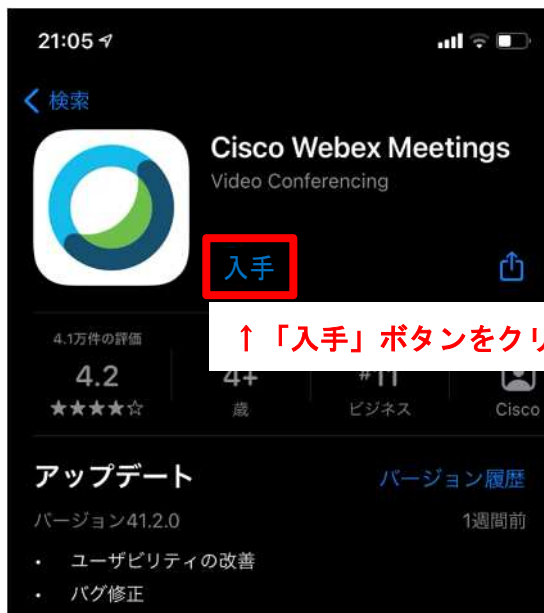 21:05
検索
Cisco Webex Meetings
Video Conferencing
入手
↑「入手」ボタンをクリ
4.1万件の評価
4.2
4+
#11
★★★★☆
歳
ビジネス
Cisco
アップデート
バージョン履歴
バージョン41.2.0
1週間前
• ユーザビリティの改善
• バグ修正